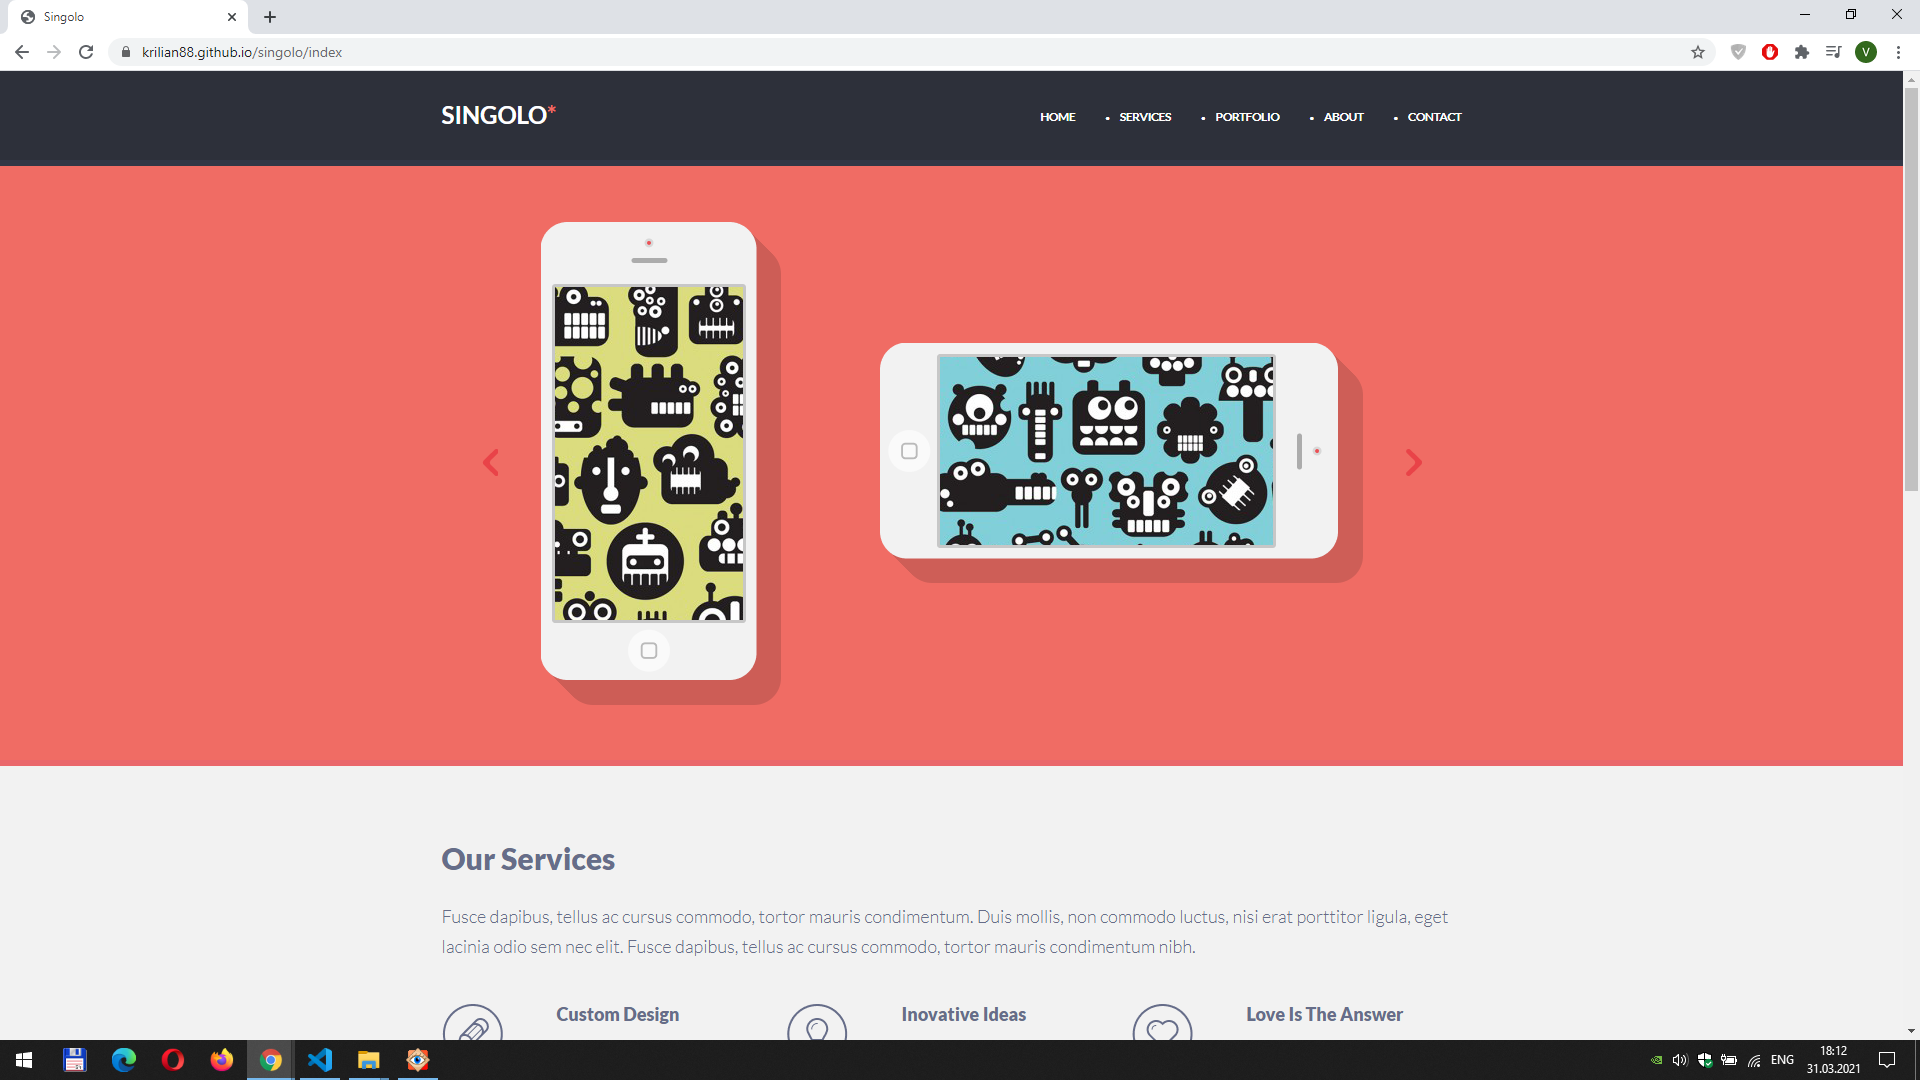 Singolo
krilian88.github.io/singolo/index
V
SINGOLO*
HOME • SERVICES • PORTFOLIO • ABOUT • CONTACT
Our Services
Fusce dapibus, tellus ac cursus commodo, tortor mauris condimentum. Duis mollis, non commodo luctus, nisi erat porttitor ligula, eget
lacinia odio sem nec elit. Fusce dapibus, tellus ac cursus commodo, tortor mauris condimentum nibh.
Custom Design
Inovative Ideas
Love Is The Answer
ENG
18:12
31.03.2021